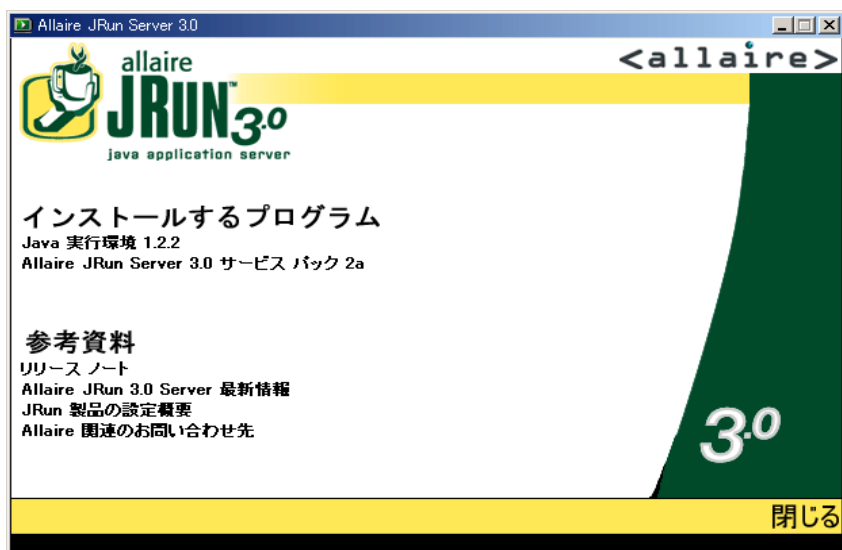 Allaire JRun Server 3.0
allaire
JRUN™ 3.0
java application server
<allaire>
インストールするプログラム
Java 実行環境 1.2.2
Allaire JRun Server 3.0 サービス パック 2a
参考資料
リリース ノート
Allaire JRun 3.0 Server 最新情報
JRun 製品の設定概要
Allaire 関連のお問い合わせ先
3.0
閉じる